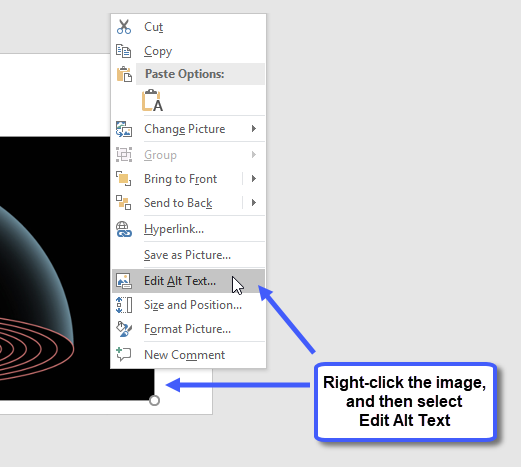 Cut
Copy
Paste Options:
A
Change Picture
Group
Bring to Front
Send to Back
Hyperlink...
Save as Picture...
Edit Alt Text...
Size and Position...
Format Picture...
New Comment
Right-click the image,
and then select
Edit Alt Text